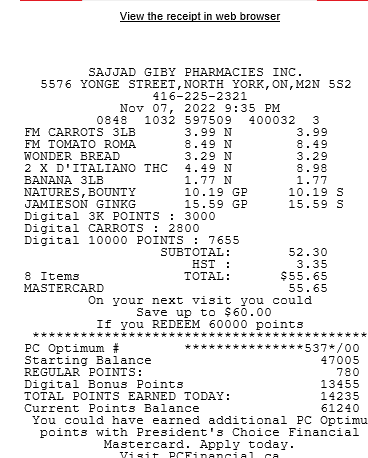 View the receipt in web browser
SAJJAD GIBY PHARMACIES INC.
5576 YONGE STREET,NORTH YORK,ON,M2N 5S2
416-225-2321
Nov 07, 2022 9:35 PM
0848 1032 597509 400032 3
FM CARROTS 3LB 3.99 N 3.99
FM TOMATO ROMA 8.49 N 8.49
WONDER BREAD 3.29 N 3.29
2 X D'ITALIANO THC 4.49 N 8.98
BANANA 3LB 1.77 N 1.77
NATURES,BOUNTY 10.19 GP 10.19 S
JAMIESON GINKG 15.59 GP 15.59 S
Digital 3K POINTS : 3000
Digital CARROTS : 2800
Digital 10000 POINTS : 7655
SUBTOTAL: 52.30
HST : 3.35
8 Items TOTAL: $55.65
MASTERCARD 55.65
On your next visit you could
Save up to $60.00
If you REDEEM 60000 points
****************************************
PC Optimum # ***************537*/00
Starting Balance 47005
REGULAR POINTS: 780
Digital Bonus Points 13455
TOTAL POINTS EARNED TODAY: 14235
Current Points Balance 61240
You could have earned additional PC Optimu
points with President's Choice Financial
Mastercard. Apply today.
Visit PCFinancial.ca